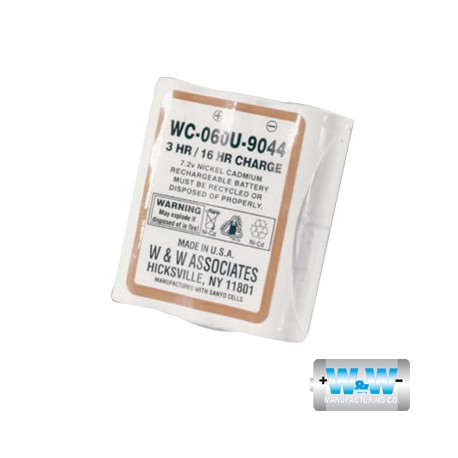 + −
WC-060U-9044
3 HR / 16 HR CHARGE
7.2v NICKEL CADMIUM
RECHARGEABLE BATTERY
MUST BE RECYCLED OR
DISPOSED OF PROPERLY.
WARNING
May explode if
disposed of in fire!
Ni-Cd
Ni-Cd
MADE IN U.S.A.
W & W ASSOCIATES
HICKSVILLE, NY 11801
MANUFACTURED WITH SANYO CELLS
+ W&W −
MANUFACTURING CO.